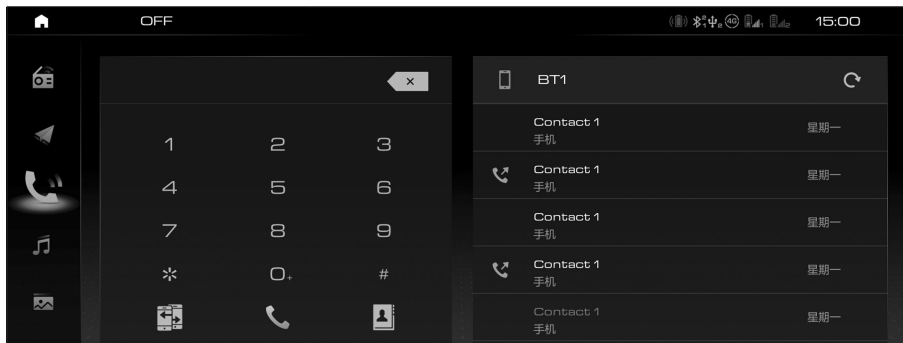 OFF
4G
15:00
BT1
1 2 3
4 5 6
7 8 9
* 0+ #
Contact 1
手机
星期一
Contact 1
手机
星期一
Contact 1
手机
星期一
Contact 1
手机
星期一
Contact 1
手机
星期一